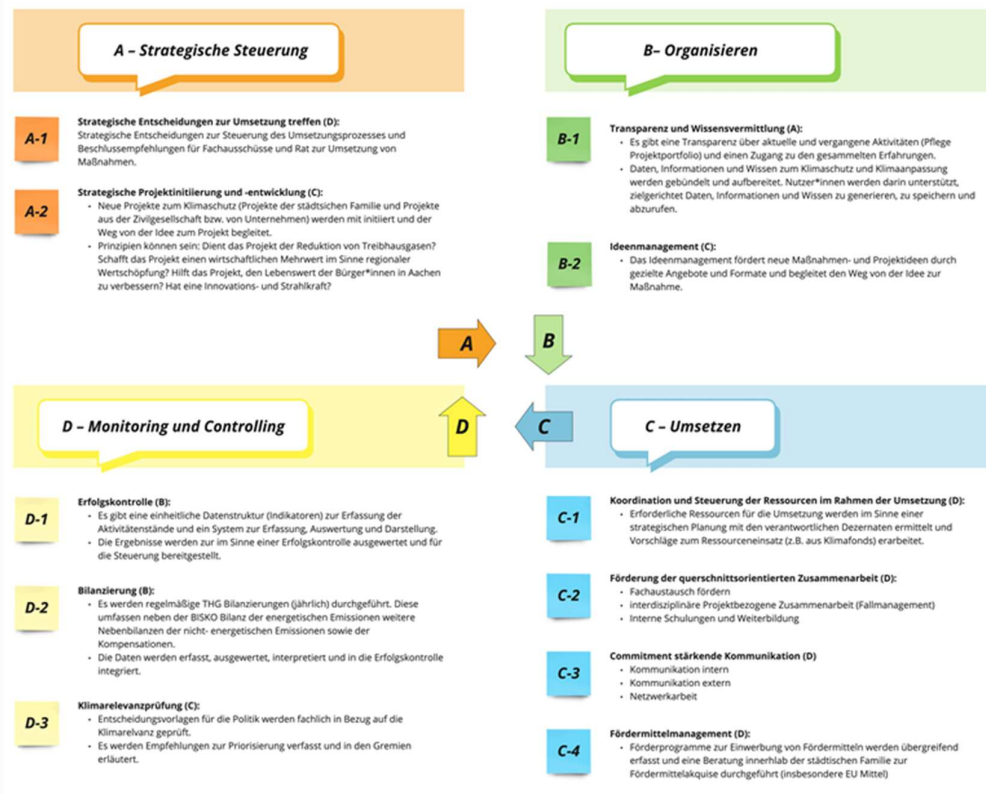 A – Strategische Steuerung
A-1
Strategische Entscheidungen zur Umsetzung treffen (D):
Strategische Entscheidungen zur Steuerung des Umsetzungsprozesses und
Beschlussempfehlungen für Fachausschüsse und Rat zur Umsetzung von
Maßnahmen.
A-2
Strategische Projektinitiierung und -entwicklung (C):
• Neue Projekte zum Klimaschutz (Projekte der städtsichen Familie und Projekte
aus der Zivilgesellschaft bzw. von Unternehmen) werden mit initiiert und der
Weg von der Idee zum Projekt begleitet.
• Prinzipien können sein: Dient das Projekt der Reduktion von Treibhausgasen?
Schafft das Projekt einen wirtschaftlichen Mehrwert im Sinne regionaler
Wertschöpfung? Hilft das Projekt, den Lebenswert der Bürger*innen in Aachen
zu verbessern? Hat eine Innovations- und Strahlkraft?
B– Organisieren
B-1
Transparenz und Wissensvermittlung (A):
• Es gibt eine Transparenz über aktuelle und vergangene Aktivitäten (Pflege
Projektportfolio) und einen Zugang zu den gesammelten Erfahrungen.
• Daten, Informationen und Wissen zum Klimaschutz und Klimaanpassung
werden gebündelt und aufbereitet. Nutzer*innen werden darin unterstützt,
zielgerichtet Daten, Informationen und Wissen zu generieren, zu speichern und
abzurufen.
B-2
Ideenmanagement (C):
• Das Ideenmanagement fördert neue Maßnahmen- und Projektideen durch
gezielte Angebote und Formate und begleitet den Weg von der Idee zur
Maßnahme.
A
B
D
C
D – Monitoring und Controlling
D-1
Erfolgskontrolle (B):
• Es gibt eine einheitliche Datenstruktur (Indikatoren) zur Erfassung der
Aktivitätenstände und ein System zur Erfassung, Auswertung und Darstellung.
• Die Ergebnisse werden zur im Sinne einer Erfolgskontrolle ausgewertet und für
die Steuerung bereitgestellt.
D-2
Bilanzierung (B):
• Es werden regelmäßige THG Bilanzierungen (jährlich) durchgeführt. Diese
umfassen neben der BISKO Bilanz der energetischen Emissionen weitere
Nebenbilanzen der nicht- energetischen Emissionen sowie der
Kompensationen.
• Die Daten werden erfasst, ausgewertet, interpretiert und in die Erfolgskontrolle
integriert.
D-3
Klimarelevanzprüfung (C):
• Entscheidungsvorlagen für die Politik werden fachlich in Bezug auf die
Klimarelvanz geprüft.
• Es werden Empfehlungen zur Priorisierung verfasst und in den Gremien
erläutert.
C – Umsetzen
C-1
Koordination und Steuerung der Ressourcen im Rahmen der Umsetzung (D):
• Erforderliche Ressourcen für die Umsetzung werden im Sinne einer
strategischen Planung mit den verantwortlichen Dezernaten ermittelt und
Vorschläge zum Ressourceneinsatz (z.B. aus Klimafonds) erarbeitet.
C-2
Förderung der querschnittsorientierten Zusammenarbeit (D):
• Fachaustausch fördern
• interdisziplinäre Projektbezogene Zusammenarbeit (Fallmanagement)
• Interne Schulungen und Weiterbildung
C-3
Commitment stärkende Kommunikation (D)
• Kommunikation intern
• Kommunikation extern
• Netzwerkarbeit
C-4
Fördermittelmanagement (D):
• Förderprogramme zur Einwerbung von Fördermitteln werden übergreifend
erfasst und eine Beratung innerhlab der städtischen Familie zur
Fördermittelakquise durchgeführt (insbesondere EU Mittel)